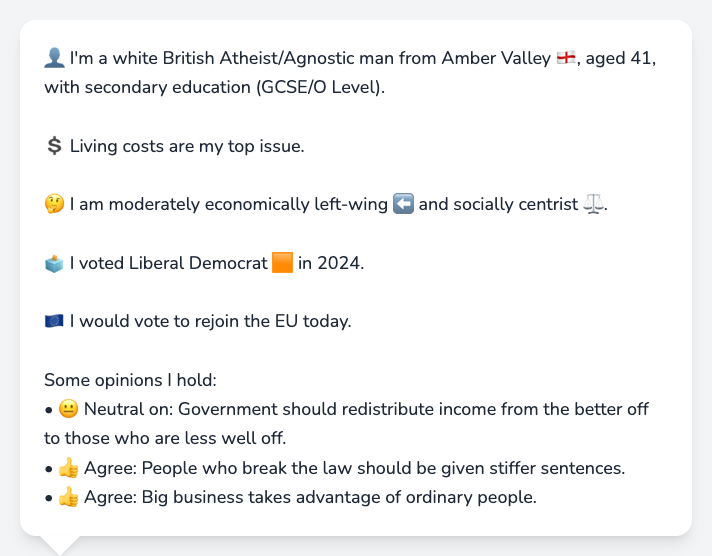 👤 I'm a white British Atheist/Agnostic man from Amber Valley 🏴󠁧󠁢󠁥󠁮󠁧󠁿, aged 41,
with secondary education (GCSE/O Level).
💲 Living costs are my top issue.
🤔 I am moderately economically left-wing ⬅️ and socially centrist ⚖️.
🗳️ I voted Liberal Democrat 🟧 in 2024.
🇪🇺 I would vote to rejoin the EU today.
Some opinions I hold:
• 😐 Neutral on: Government should redistribute income from the better off
to those who are less well off.
• 👍 Agree: People who break the law should be given stiffer sentences.
• 👍 Agree: Big business takes advantage of ordinary people.